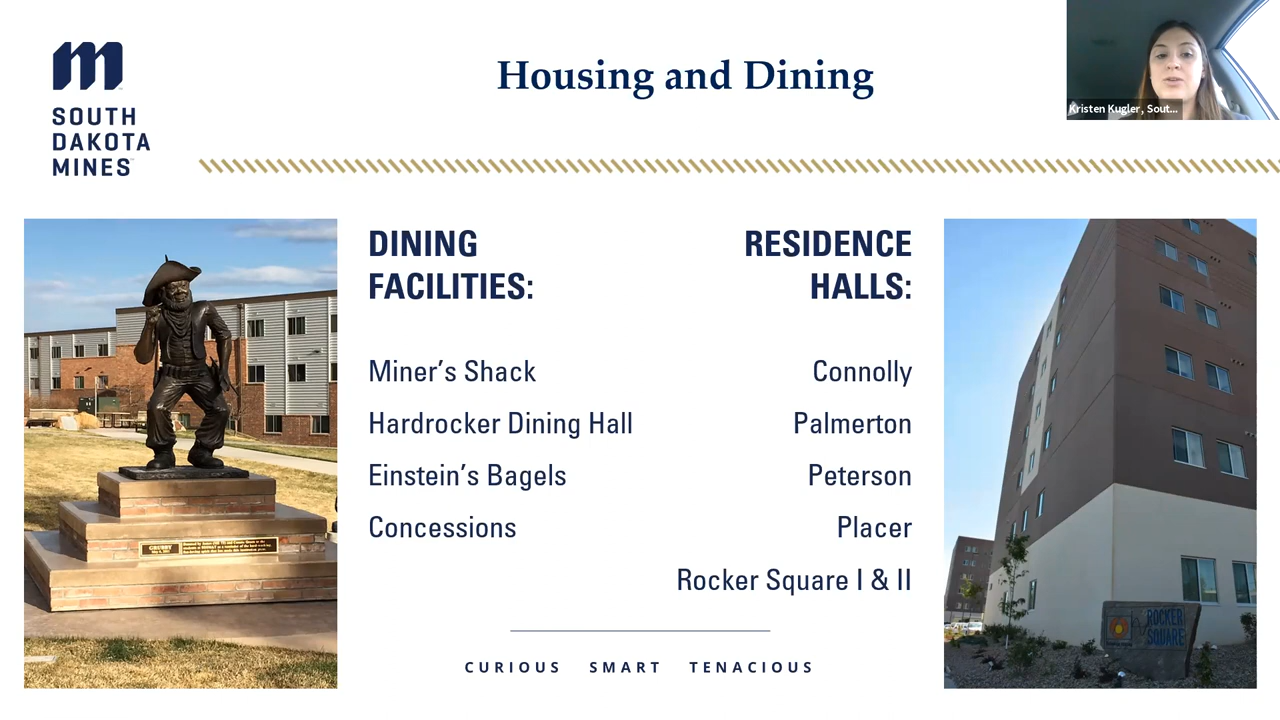 m
SOUTH
DAKOTA
MINES
Housing and Dining
Kristen Kugler, Sout...
DINING
FACILITIES:
Miner's Shack
Hardrocker Dining Hall
Einstein's Bagels
Concessions
RESIDENCE
HALLS:
Connolly
Palmerton
Peterson
Placer
Rocker Square I & II
GRUBBY
ROCKER
SQUARE
CURIOUS SMART TENACIOUS